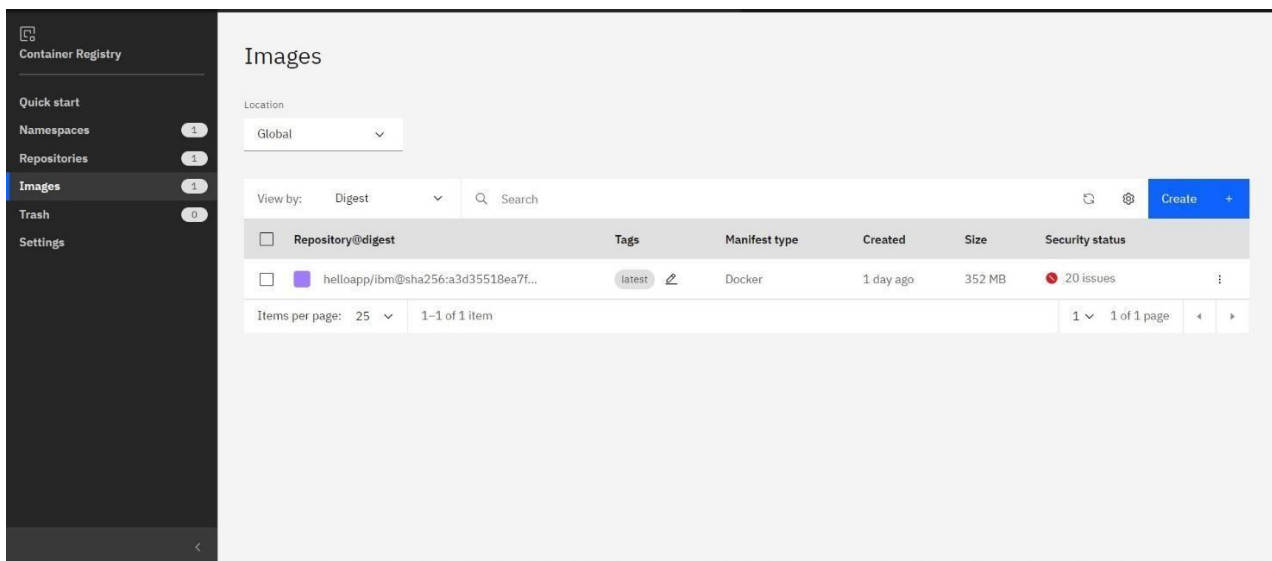 Container Registry
Quick start
Namespaces 1
Repositories 1
Images 1
Trash 0
Settings
Images
Location
Global
View by: Digest Search Create +
Repository@digest Tags Manifest type Created Size Security status
helloapp/ibm@sha256:a3d35518ea7f... latest Docker 1 day ago 352 MB 20 issues
Items per page: 25 1–1 of 1 item 1 1 of 1 page